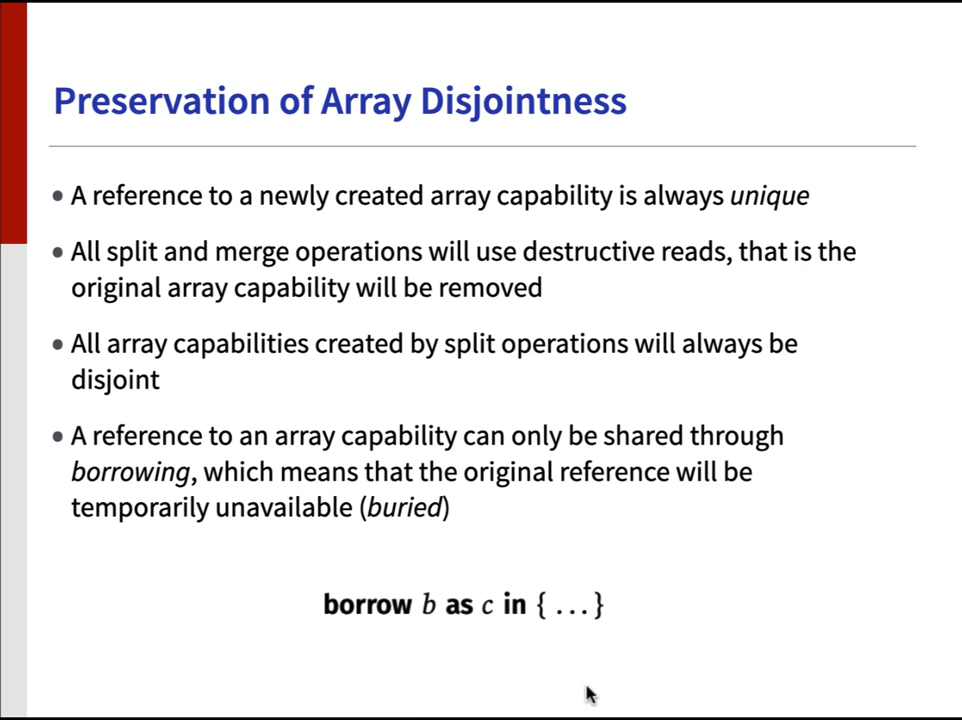 Preservation of Array Disjointness
• A reference to a newly created array capability is always unique
• All split and merge operations will use destructive reads, that is the
original array capability will be removed
• All array capabilities created by split operations will always be
disjoint
• A reference to an array capability can only be shared through
borrowing, which means that the original reference will be
temporarily unavailable (buried)
borrow b as c in { ... }